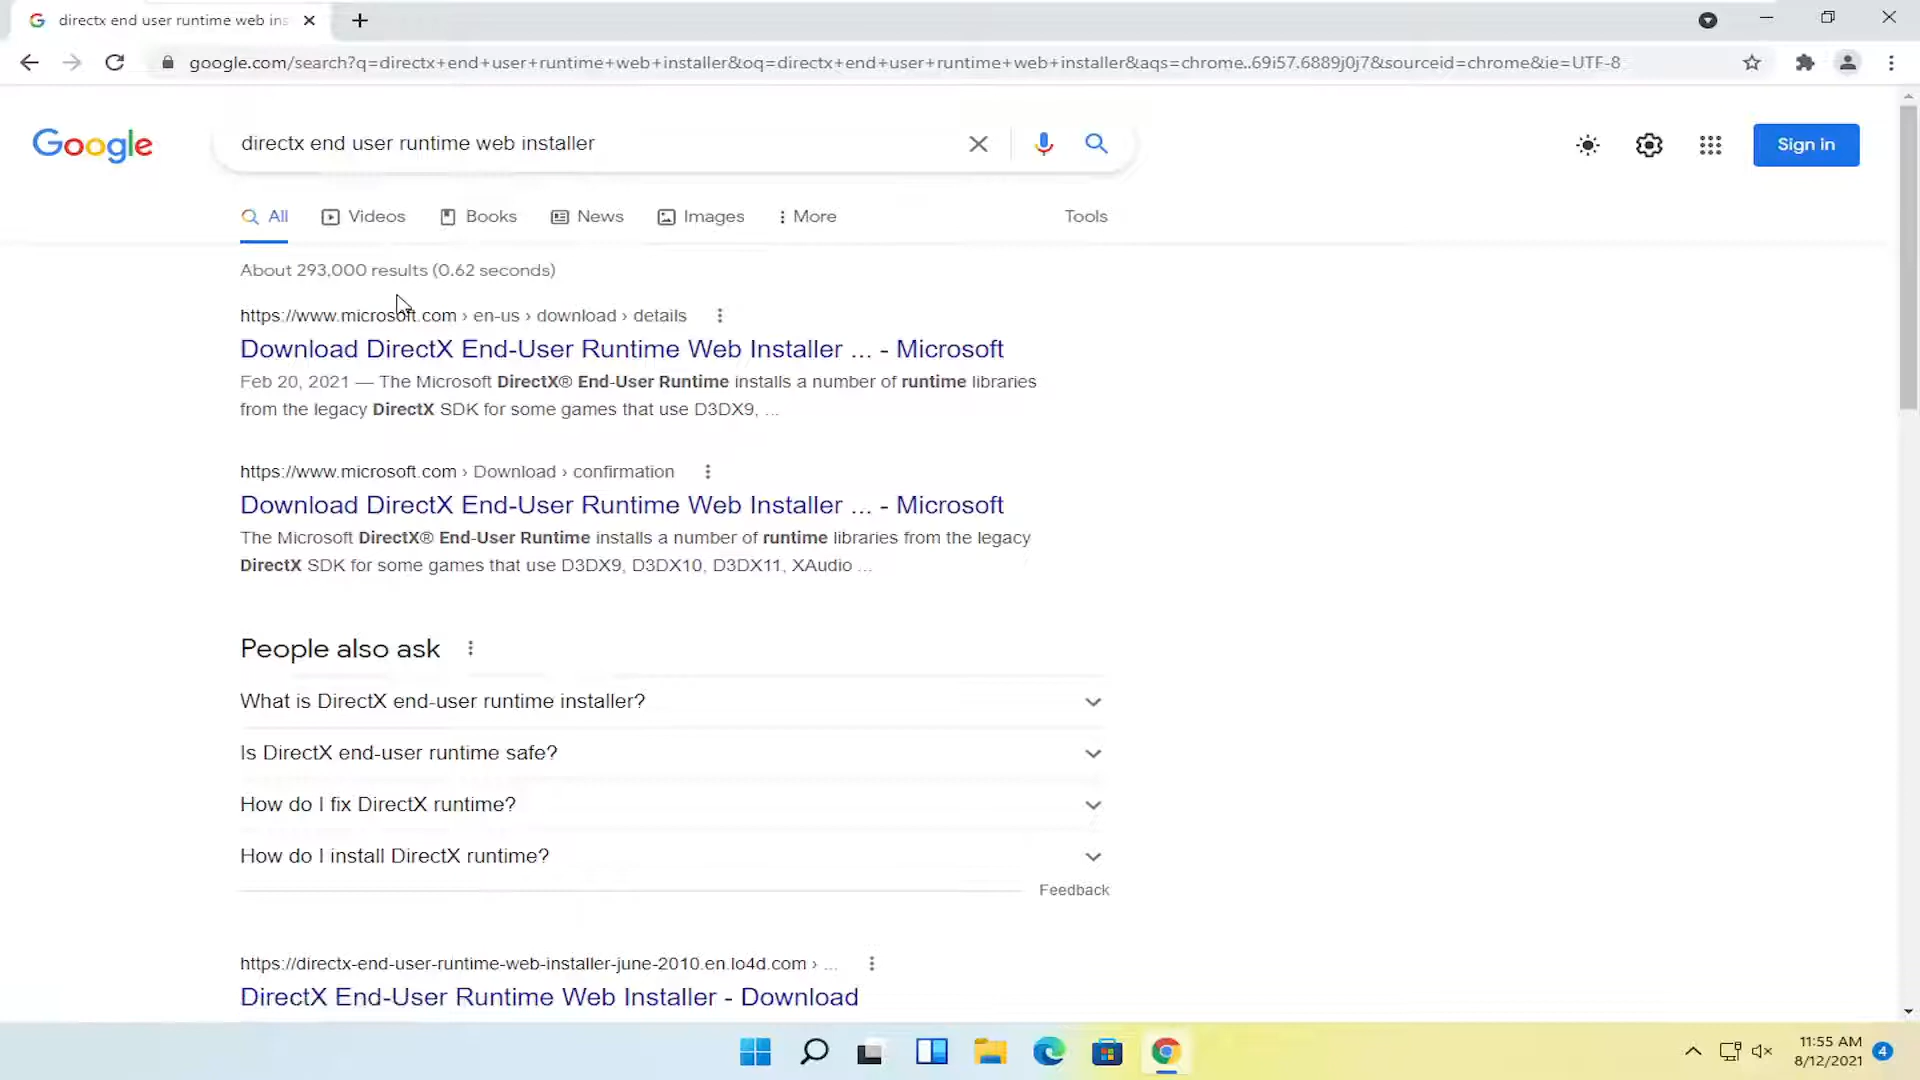 directx end user runtime web ins
google.com/search?q=directx+end+user+runtime+web+installer&oq=directx+end+user+runtime+web+installer&aqs=chrome..69i57.6889j0j7&sourceid=chrome&ie=UTF-8
Google
directx end user runtime web installer
Sign in
All
Videos
Books
News
Images
More
Tools
About 293,000 results (0.62 seconds)
https://www.microsoft.com › en-us › download › details
Download DirectX End-User Runtime Web Installer ... - Microsoft
Feb 20, 2021 — The Microsoft DirectX® End-User Runtime installs a number of runtime libraries
from the legacy DirectX SDK for some games that use D3DX9, ...
https://www.microsoft.com › Download › confirmation
Download DirectX End-User Runtime Web Installer ... - Microsoft
The Microsoft DirectX® End-User Runtime installs a number of runtime libraries from the legacy
DirectX SDK for some games that use D3DX9, D3DX10, D3DX11, XAudio ...
People also ask
What is DirectX end-user runtime installer?
Is DirectX end-user runtime safe?
How do I fix DirectX runtime?
How do I install DirectX runtime?
Feedback
https://directx-end-user-runtime-web-installer-june-2010.en.lo4d.com › ...
DirectX End-User Runtime Web Installer - Download
11:55 AM
8/12/2021
4